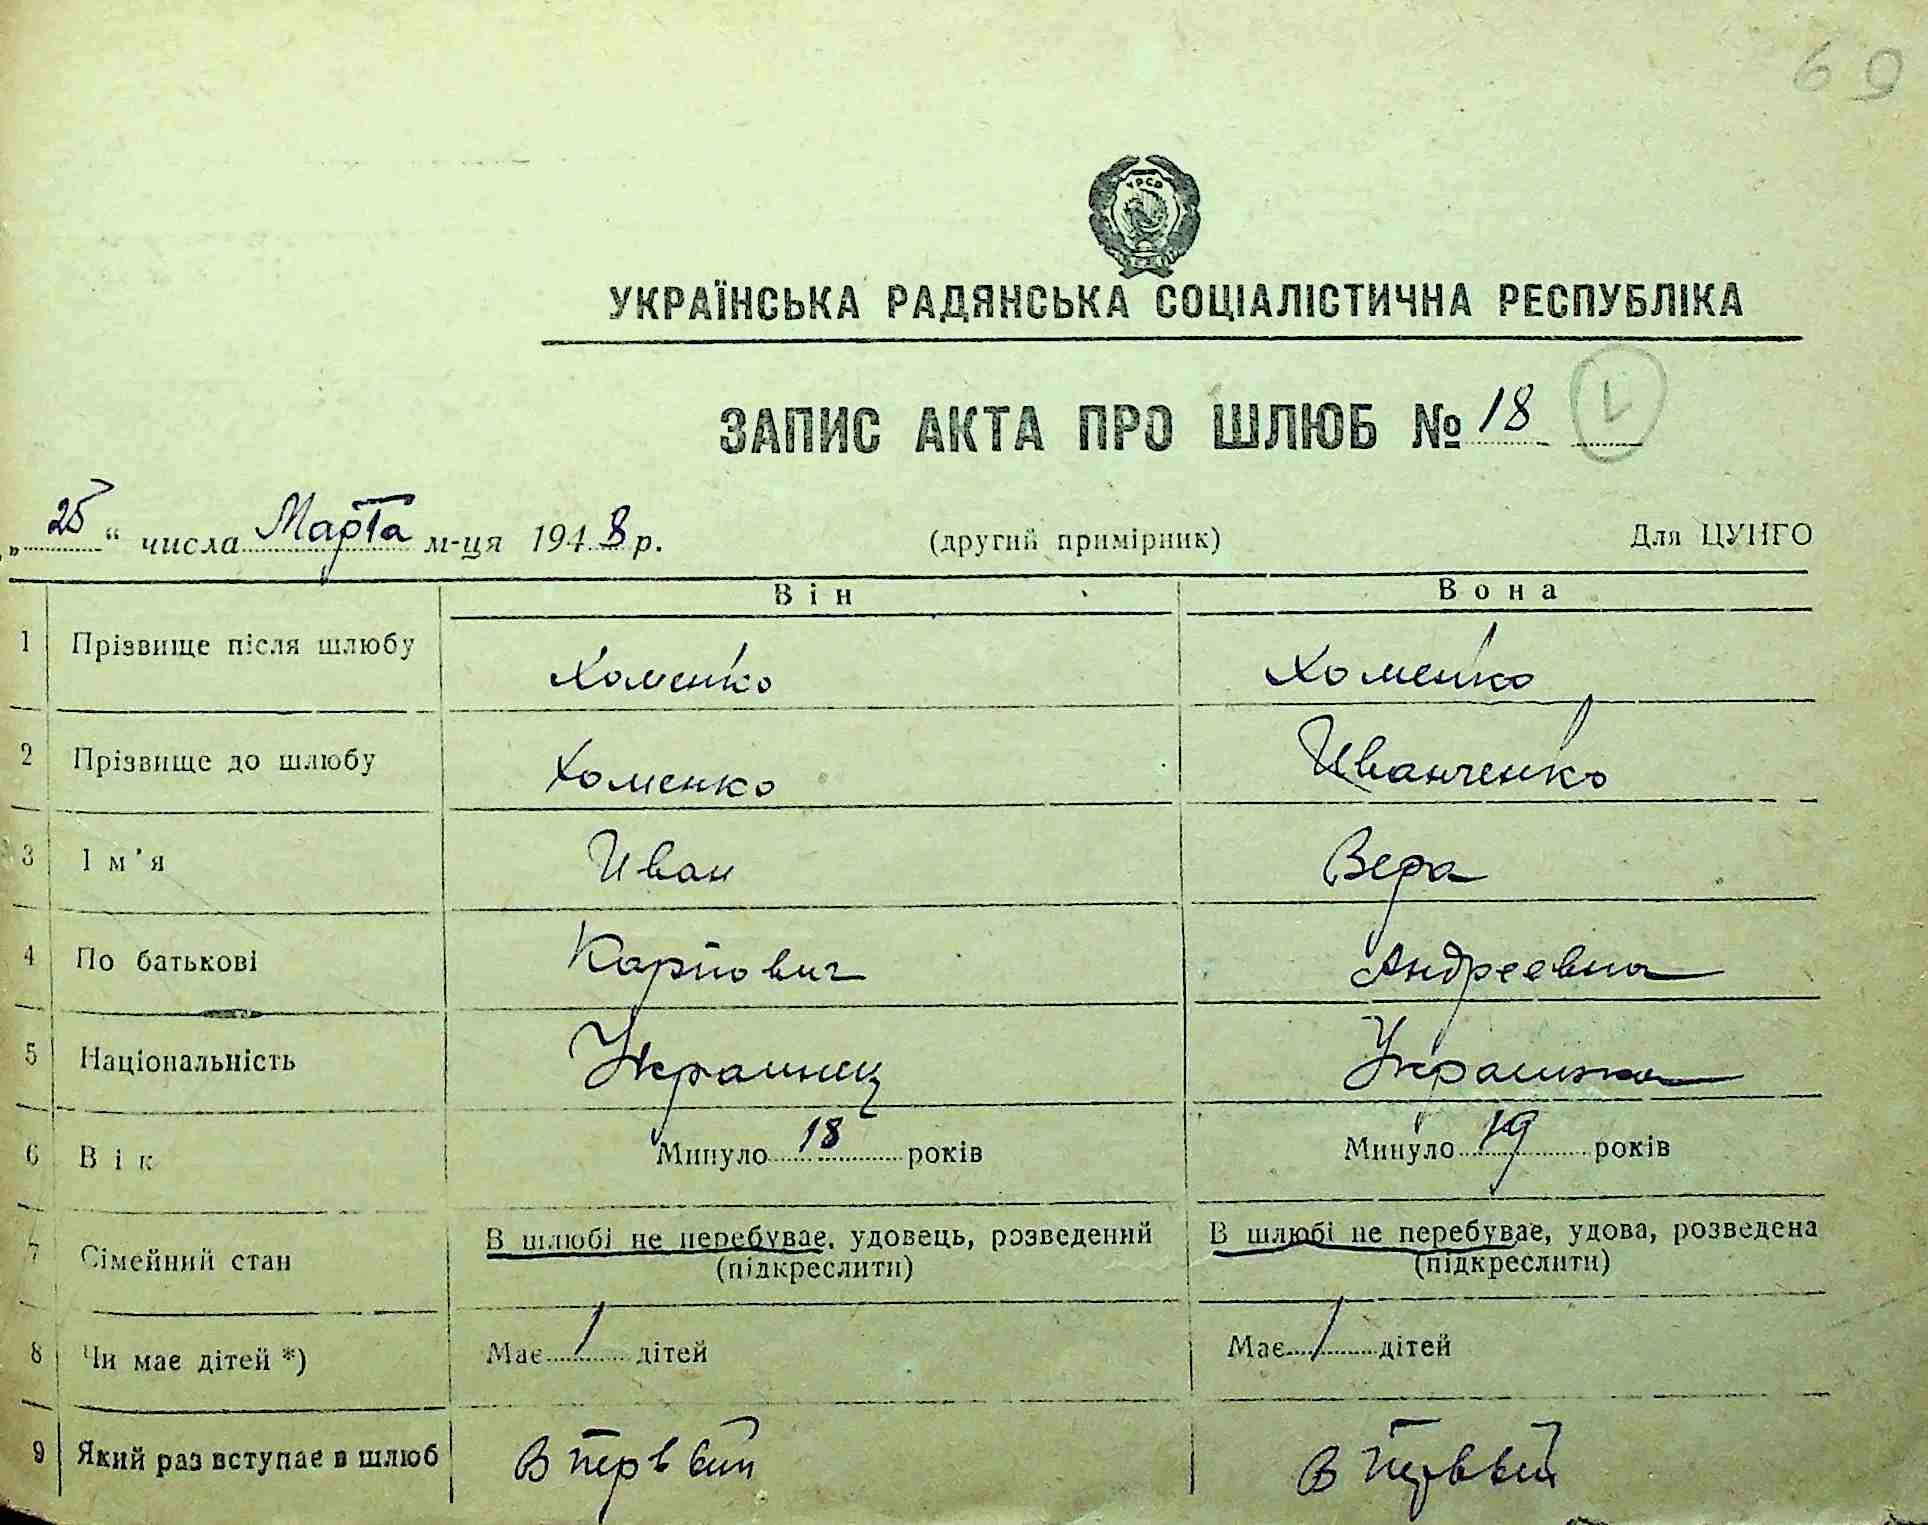 69
УРСР
УКРАЇНСЬКА РАДЯНСЬКА СОЦІАЛІСТИЧНА РЕСПУБЛІКА
ЗАПИС АКТА ПРО ШЛЮБ № 18 1
„25“ числа Марта м-ця 1948 р. (другий примірник) Для ЦУНГО
Він Вона
1 Прізвище після шлюбу Хоменко Хоменко
2 Прізвище до шлюбу Хоменко Иванченко
3 Ім'я Иван Вера
4 По батькові Карпович Андреевна
5 Національність Украинец Украинка
6 Вік Минуло 18 років Минуло 19 років
7 Сімейний стан В шлюбі не перебуває, удовець, розведений В шлюбі не перебуває, удова, розведена
(підкреслити) (підкреслити)
8 Чи має дітей *) Має / дітей Має / дітей
9 Який раз вступає в шлюб В первый В первый